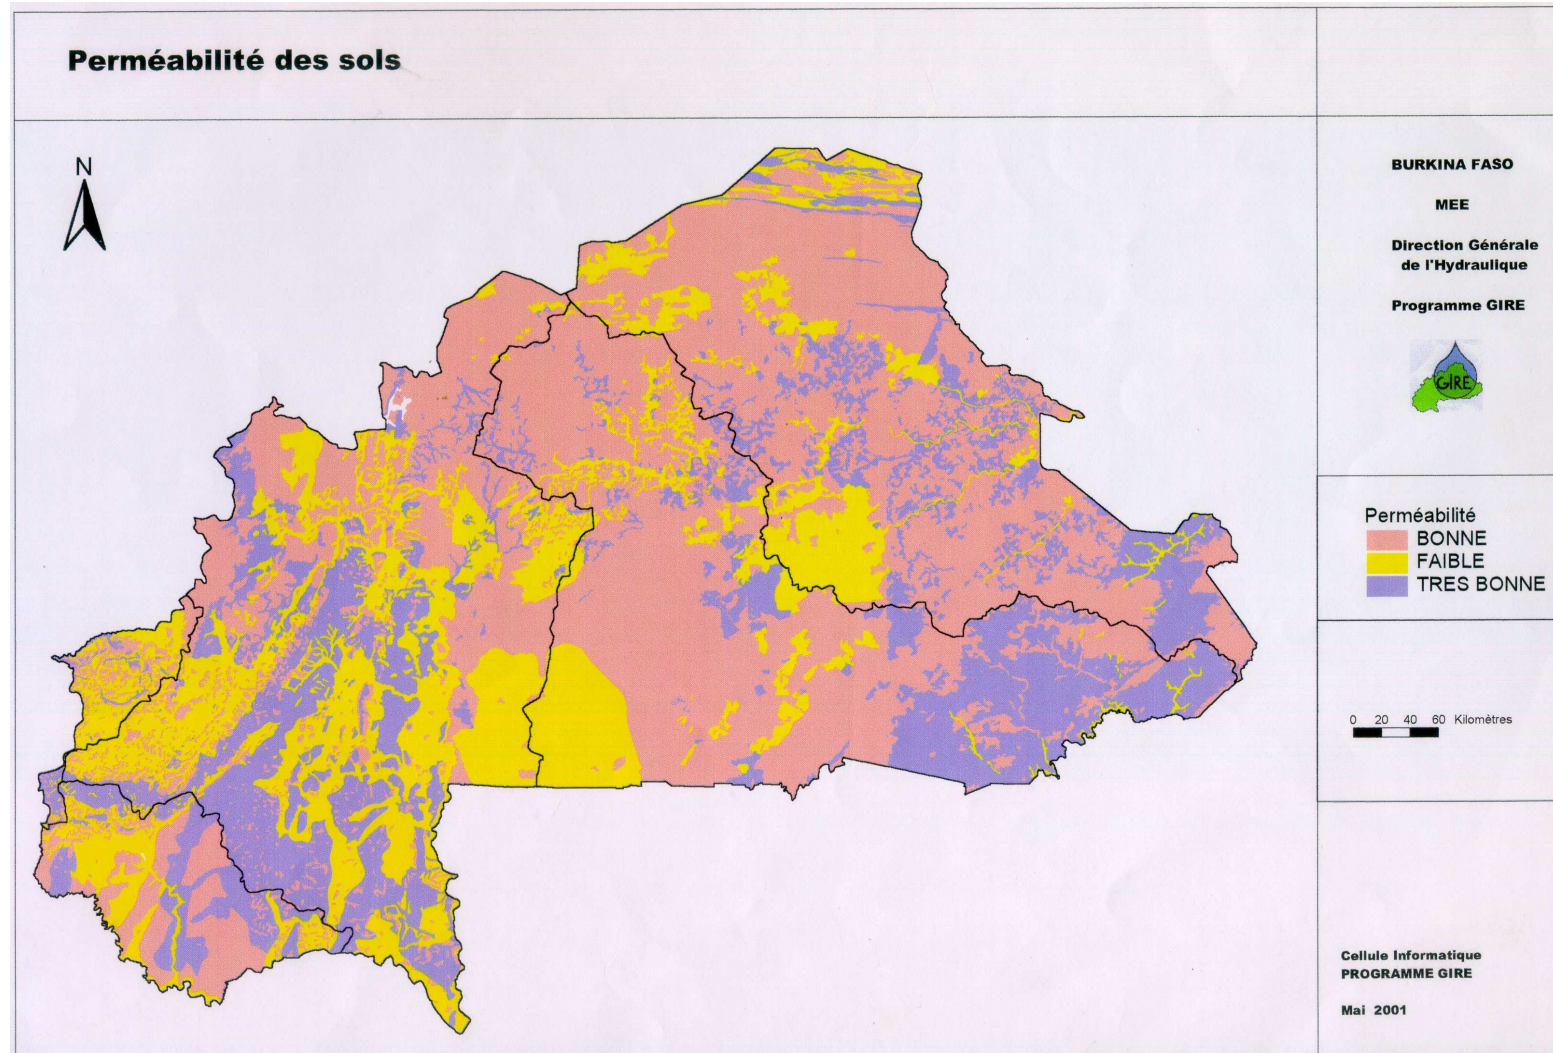 Perméabilité des sols
N
BURKINA FASO
MEE
Direction Générale
de l'Hydraulique
Programme GIRE
GIRE
Perméabilité
BONNE
FAIBLE
TRES BONNE
0 20 40 60 Kilomètres
Cellule Informatique
PROGRAMME GIRE
Mai 2001